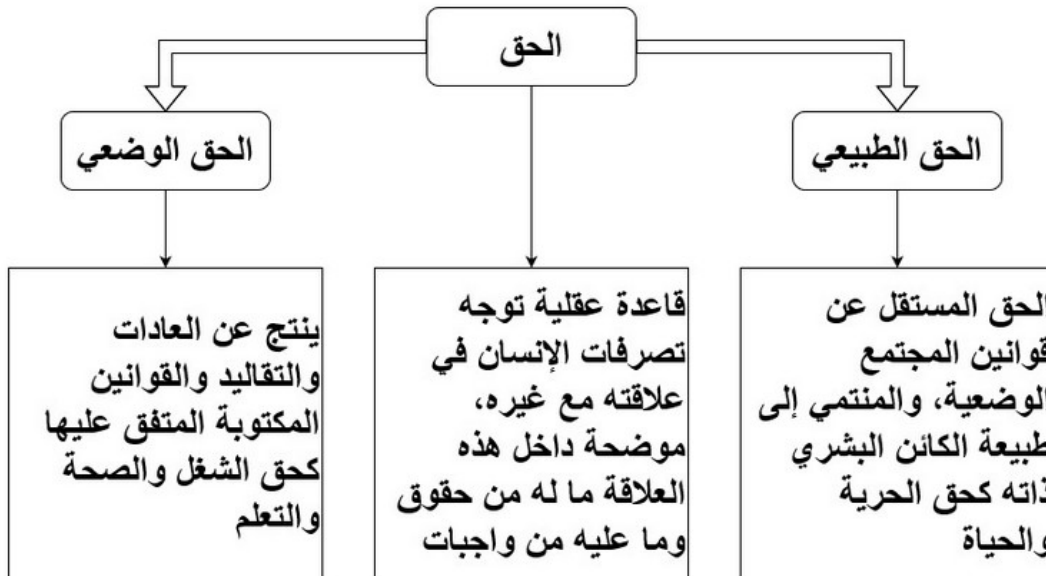 الحق
الحق الطبيعي
الحق الوضعي
الحق المستقل عن
قوانين المجتمع
الوضعية، والمنتمي إلى
طبيعة الكائن البشري
ذاته كحق الحرية
والحياة
قاعدة عقلية توجه
تصرفات الإنسان في
علاقته مع غيره،
موضحة داخل هذه
العلاقة ما له من حقوق
وما عليه من واجبات
ينتج عن العادات
والتقاليد والقوانين
المكتوبة المتفق عليها
كحق الشغل والصحة
والتعلم